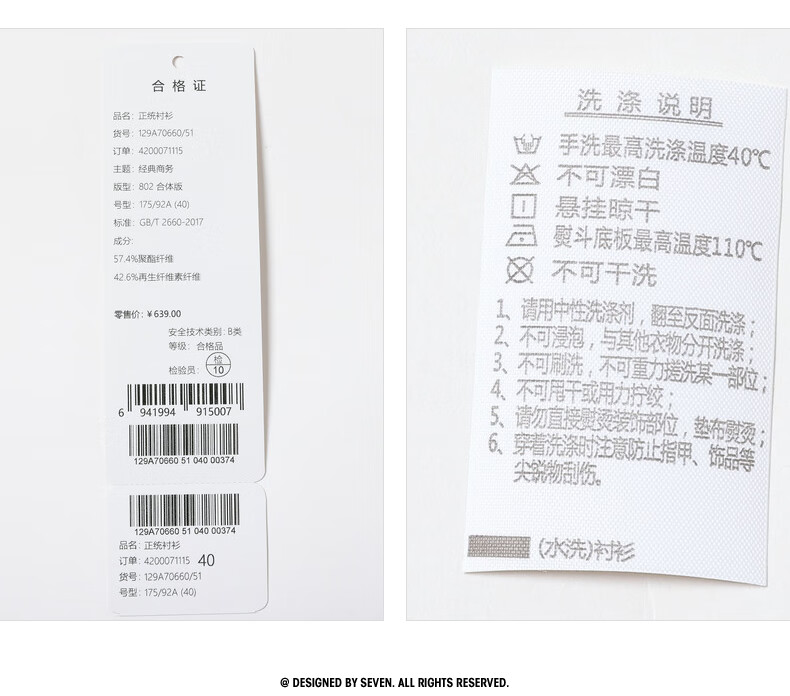 合格证
品名：正统衬衫
货号：129A70660/51
订单：4200071115
主题：经典商务
版型：802 合体版
号型：175/92A (40)
标准：GB/T 2660-2017
成分：
57.4%聚酯纤维
42.6%再生纤维素纤维
零售价：¥639.00
安全技术类别：B类
等级：合格品
检验员：检 10
6 941994 915007
129A70660 51 040 00374
129A70660 51 040 00374
品名：正统衬衫
订单：4200071115 40
货号：129A70660/51
号型：175/92A (40)
洗涤说明
手洗最高洗涤温度40℃
不可漂白
悬挂晾干
熨斗底板最高温度110℃
不可干洗
1、请用中性洗涤剂，翻至反面洗涤；
2、不可浸泡，与其他衣物分开洗涤；
3、不可刷洗，不可重力搓洗某一部位；
4、不可甩干或用力拧绞；
5、请勿直接熨烫装饰部位，垫布熨烫；
6、穿着洗涤时注意防止指甲、饰品等
尖锐物刮伤。
(水洗)衬衫
@ DESIGNED BY SEVEN. ALL RIGHTS RESERVED.